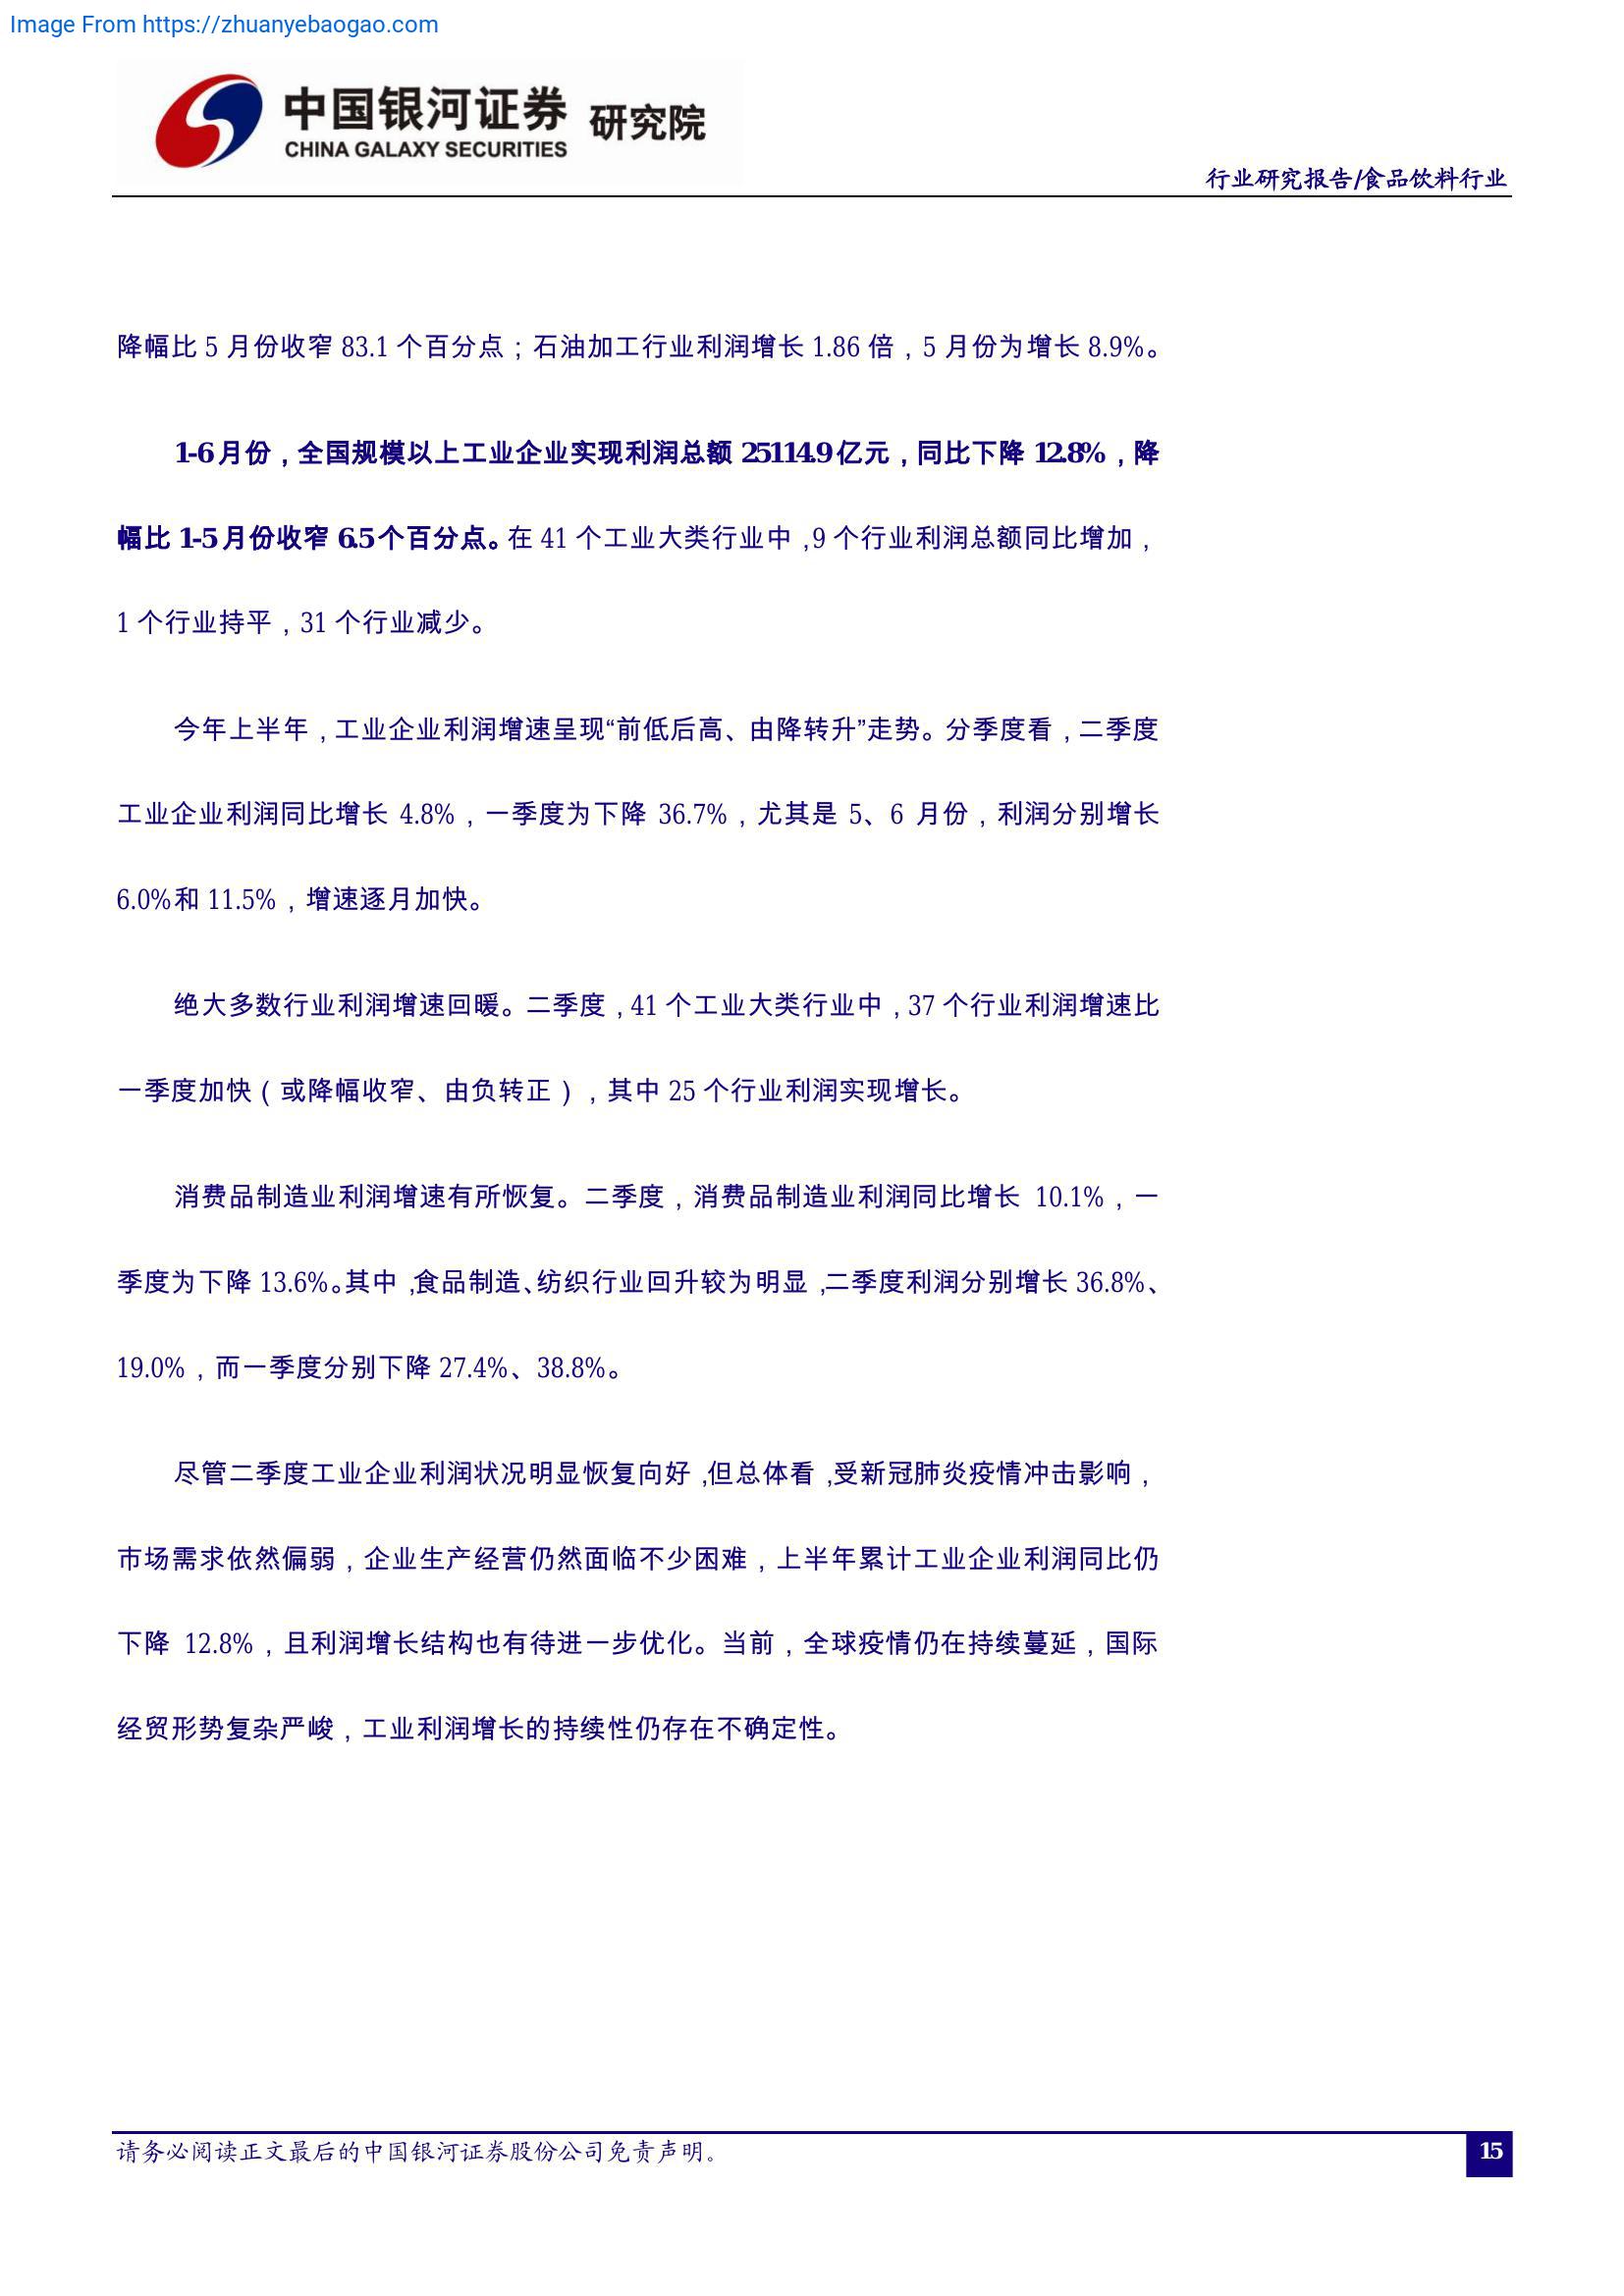 Image From https://zhuanyebaogao.com
中国银河证券 研究院
CHINA GALAXY SECURITIES
行业研究报告/食品饮料行业
降幅比 5 月份收窄 83.1 个百分点；石油加工行业利润增长 1.86 倍，5 月份为增长 8.9%。
1-6 月份，全国规模以上工业企业实现利润总额 25114.9 亿元，同比下降 12.8%，降
幅比 1-5 月份收窄 6.5 个百分点。在 41 个工业大类行业中，9 个行业利润总额同比增加，
1 个行业持平，31 个行业减少。
今年上半年，工业企业利润增速呈现“前低后高、由降转升”走势。分季度看，二季度
工业企业利润同比增长 4.8%，一季度为下降 36.7%，尤其是 5、6 月份，利润分别增长
6.0%和 11.5%，增速逐月加快。
绝大多数行业利润增速回暖。二季度，41 个工业大类行业中，37 个行业利润增速比
一季度加快（或降幅收窄、由负转正），其中 25 个行业利润实现增长。
消费品制造业利润增速有所恢复。二季度，消费品制造业利润同比增长 10.1%，一
季度为下降 13.6%。其中，食品制造、纺织行业回升较为明显，二季度利润分别增长 36.8%、
19.0%，而一季度分别下降 27.4%、38.8%。
尽管二季度工业企业利润状况明显恢复向好，但总体看，受新冠肺炎疫情冲击影响，
市场需求依然偏弱，企业生产经营仍然面临不少困难，上半年累计工业企业利润同比仍
下降 12.8%，且利润增长结构也有待进一步优化。当前，全球疫情仍在持续蔓延，国际
经贸形势复杂严峻，工业利润增长的持续性仍存在不确定性。
请务必阅读正文最后的中国银河证券股份公司免责声明。
15